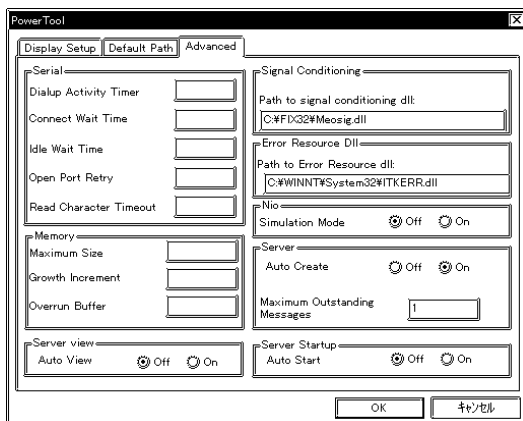 PowerTool
Display Setup Default Path Advanced
Serial
Dialup Activity Timer
Connect Wait Time
Idle Wait Time
Open Port Retry
Read Character Timeout
Memory
Maximum Size
Growth Increment
Overrun Buffer
Server view
Auto View Off On
Signal Conditioning
Path to signal conditioning dll:
C:¥FIX32¥Meosig.dll
Error Resource Dll
Path to Error Resource dll:
C:¥WINNT¥System32¥ITKERR.dll
Nio
Simulation Mode Off On
Server
Auto Create Off On
Maximum Outstanding
Messages 1
Server Startup
Auto Start Off On
OK キャンセル